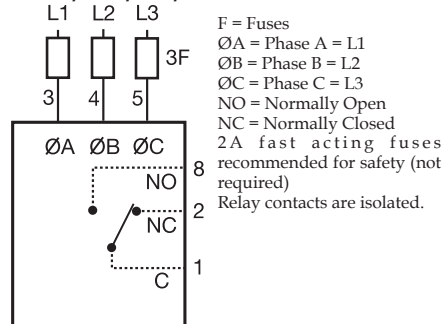 L1 L2 L3
3F
3 4 5
ØA ØB ØC
8
NO
2
NC
1
C
F = Fuses
ØA = Phase A = L1
ØB = Phase B = L2
ØC = Phase C = L3
NO = Normally Open
NC = Normally Closed
2A fast acting fuses
recommended for safety (not
required)
Relay contacts are isolated.